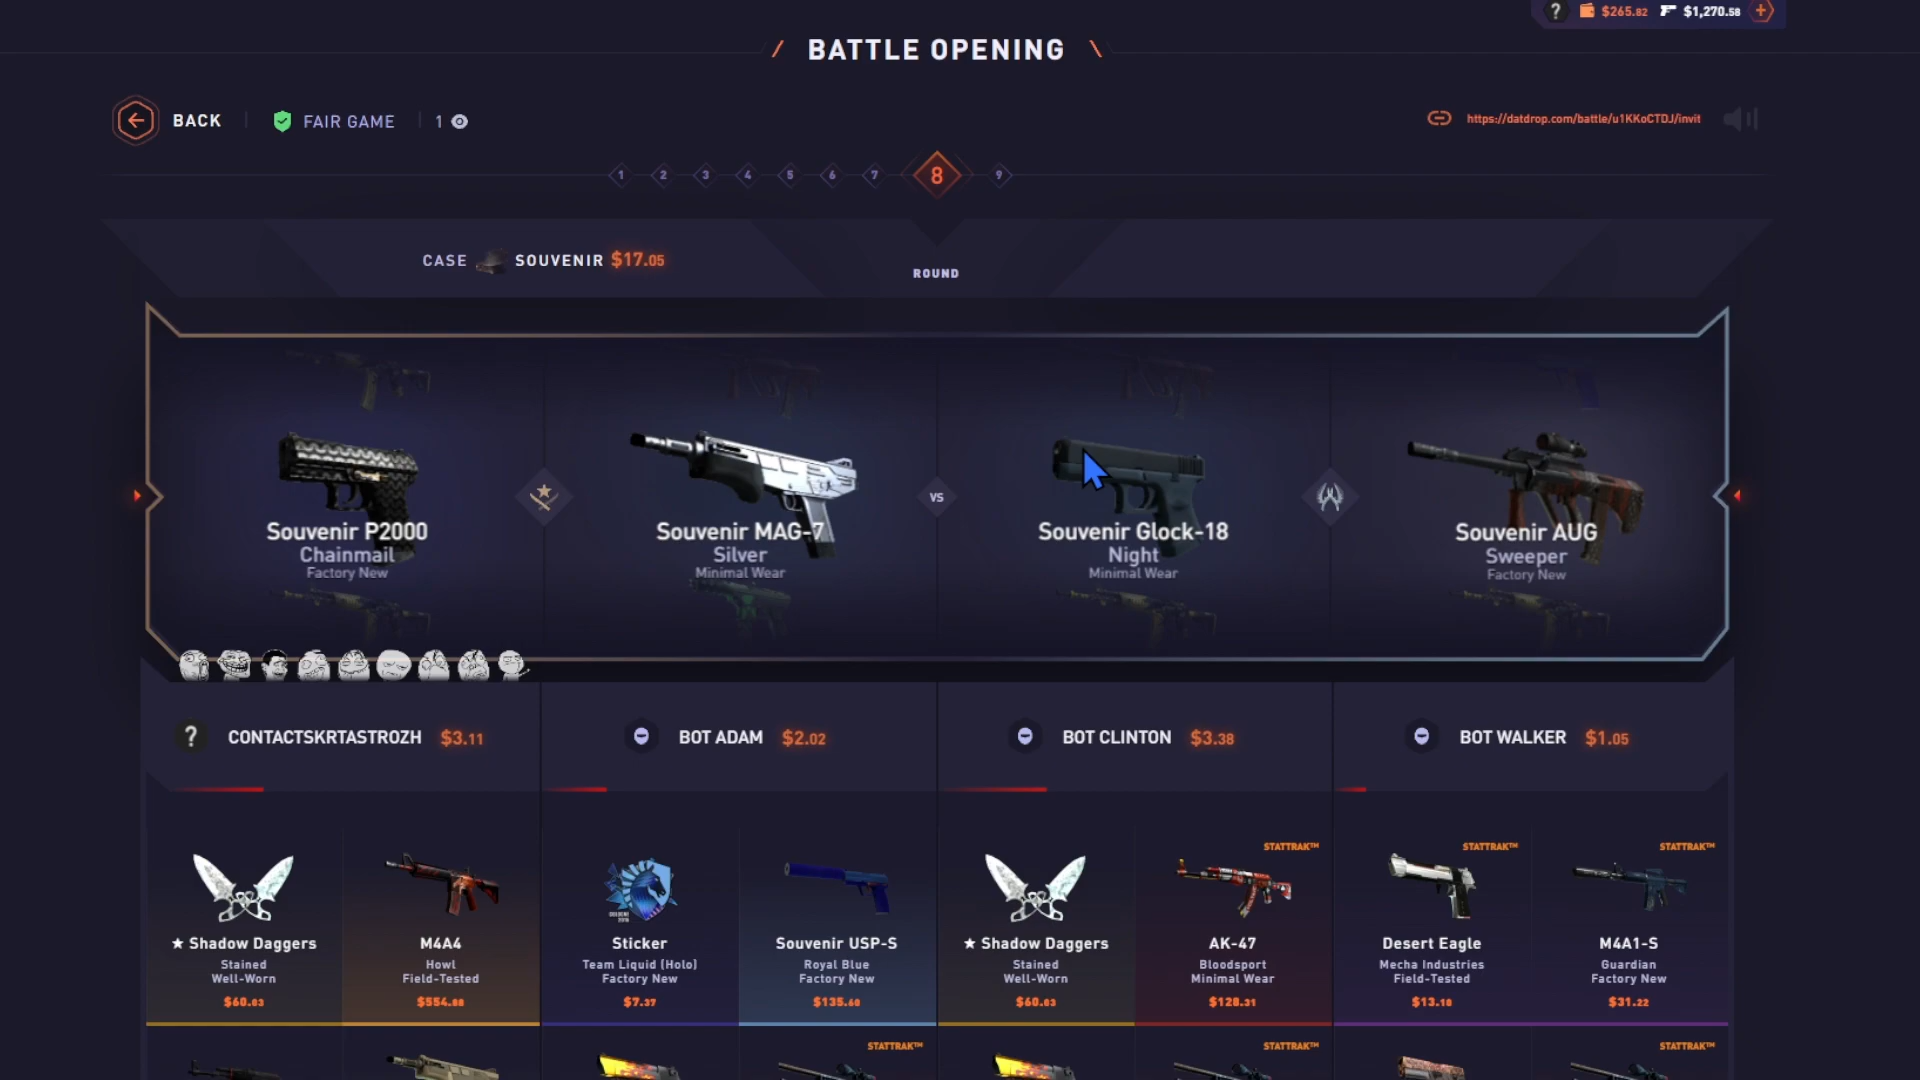 ? $265.82 $1,270.58 +
/ BATTLE OPENING \
BACK FAIR GAME 1
https://datdrop.com/battle/u1KKoCTDJ/invit
1 2 3 4 5 6 7 8 9
CASE SOUVENIR $17.05
ROUND
Souvenir P2000
Chainmail
Factory New
Souvenir MAG-7
Silver
Minimal Wear
VS
Souvenir Glock-18
Night
Minimal Wear
Souvenir AUG
Sweeper
Factory New
? CONTACTSKRTASTROZH $3.11
BOT ADAM $2.02
BOT CLINTON $3.38
BOT WALKER $1.05
★ Shadow Daggers
Stained
Well-Worn
$60.03
M4A4
Howl
Field-Tested
$554.88
Sticker
Team Liquid (Holo)
Factory New
$7.37
Souvenir USP-S
Royal Blue
Factory New
$135.60
★ Shadow Daggers
Stained
Well-Worn
$60.03
STATTRAK™
AK-47
Bloodsport
Minimal Wear
$128.31
STATTRAK™
Desert Eagle
Mecha Industries
Field-Tested
$13.10
STATTRAK™
M4A1-S
Guardian
Factory New
$31.22
STATTRAK™
STATTRAK™
STATTRAK™